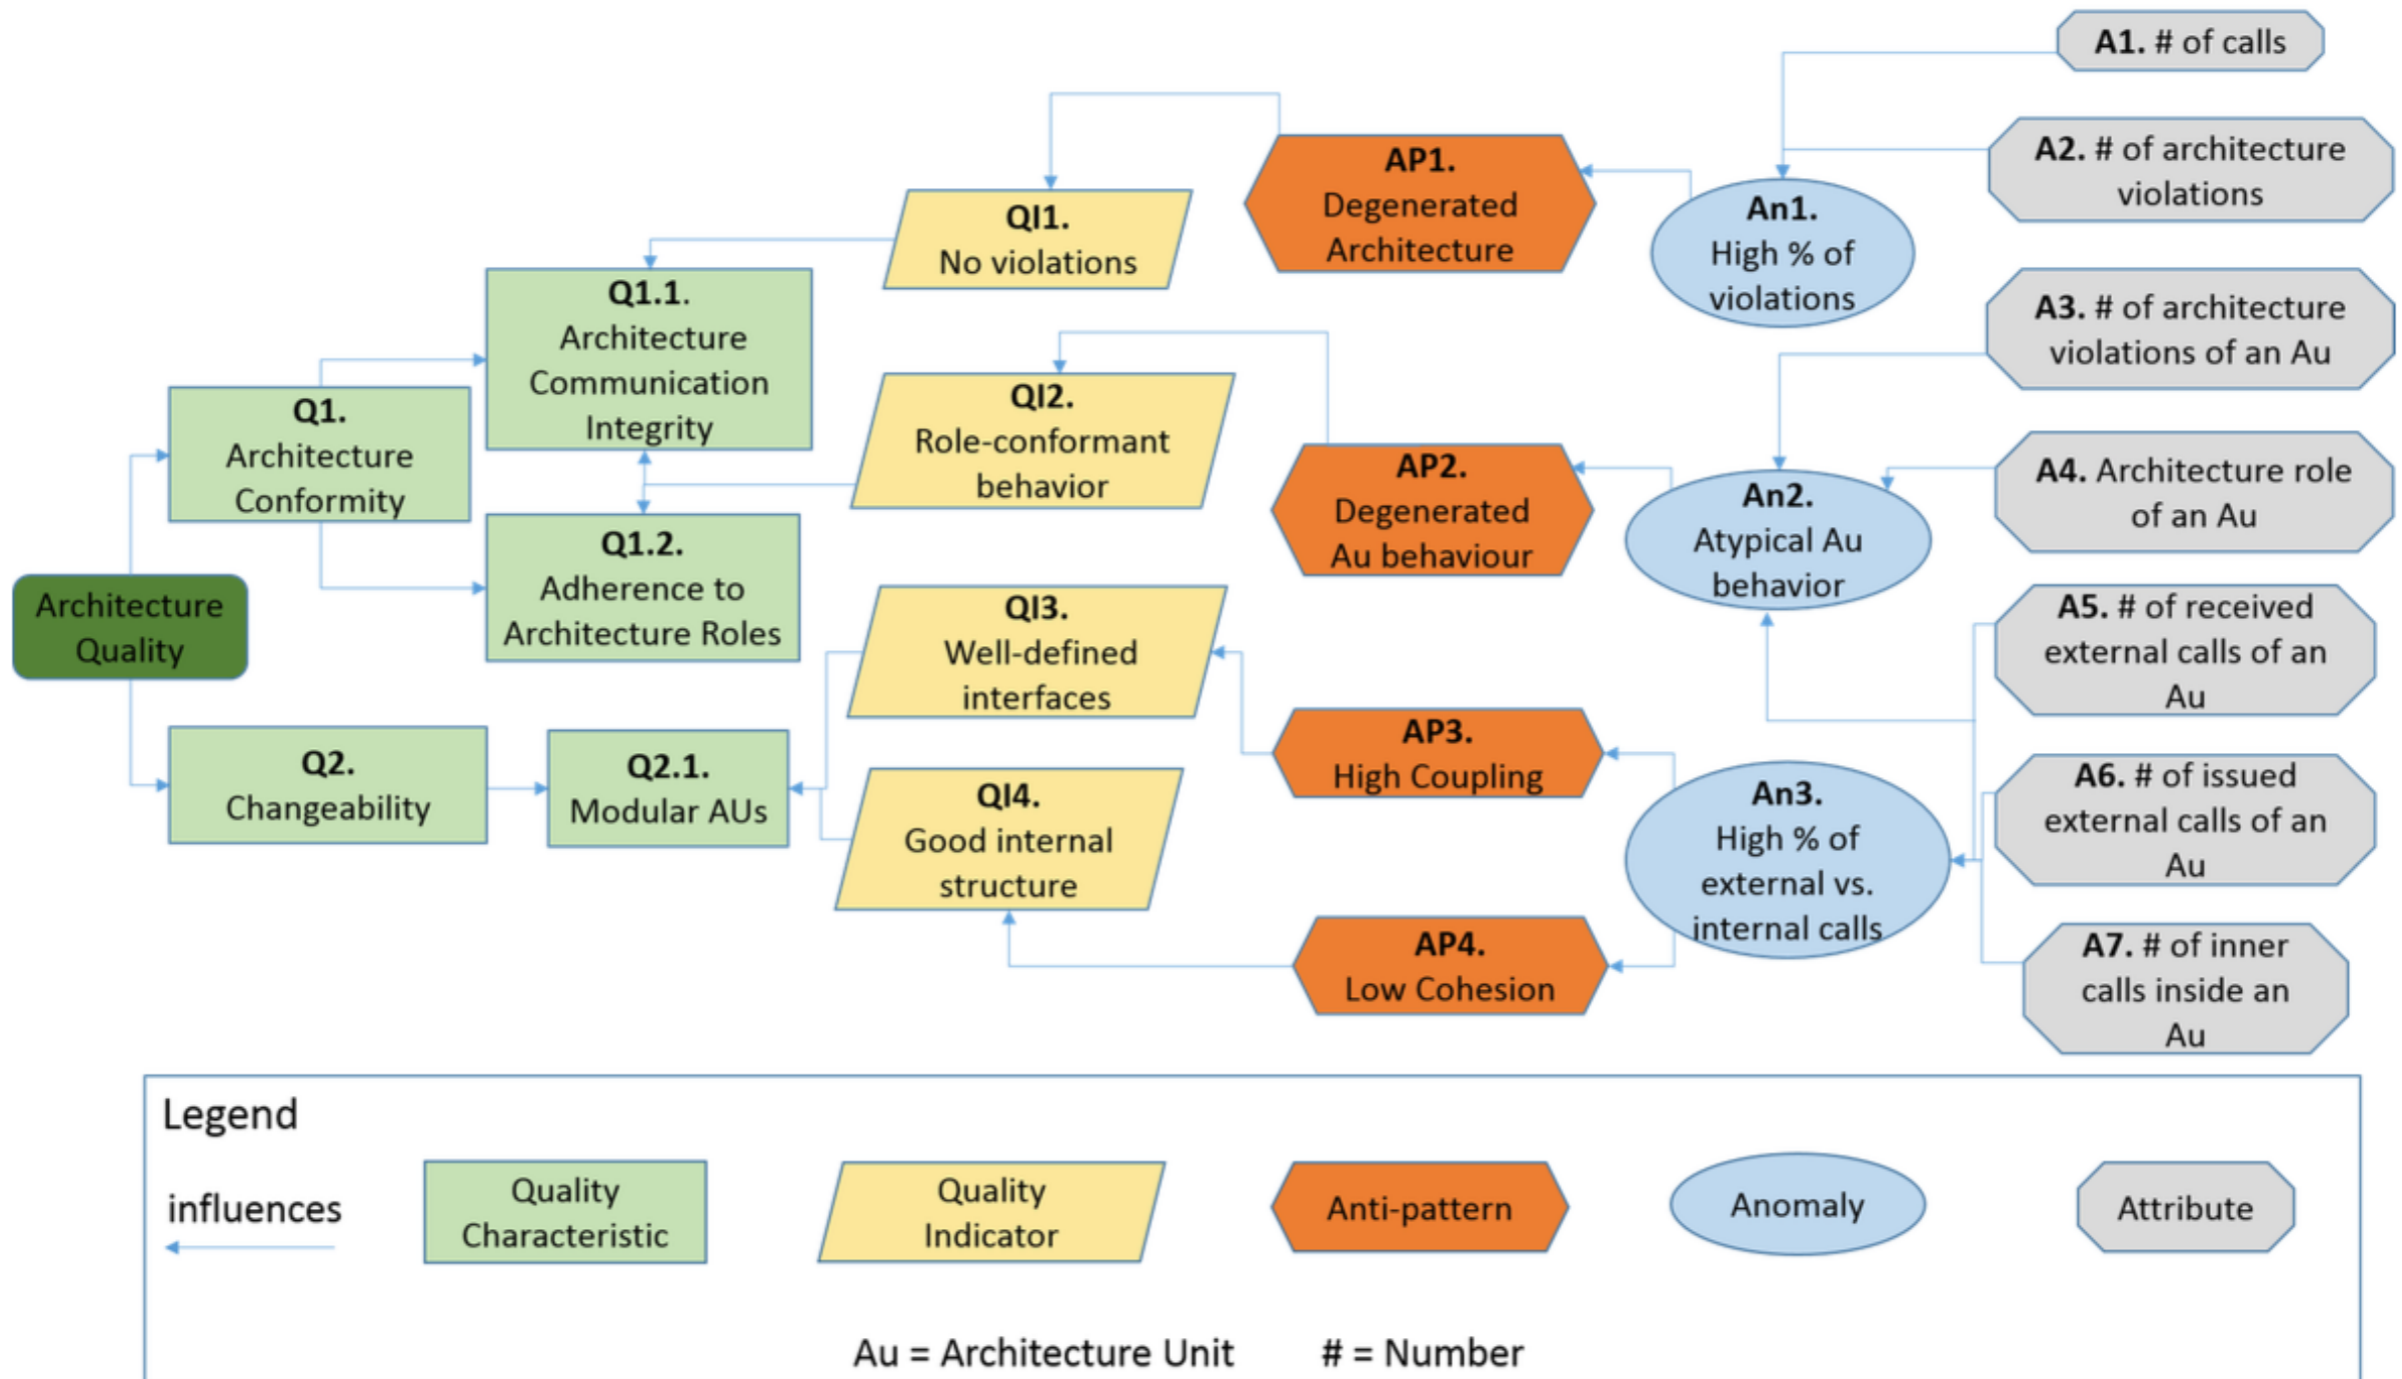 Architecture
Quality
Q1.
Architecture
Conformity
Q2.
Changeability
Q1.1.
Architecture
Communication
Integrity
Q1.2.
Adherence to
Architecture Roles
Q2.1.
Modular AUs
QI1.
No violations
QI2.
Role-conformant
behavior
QI3.
Well-defined
interfaces
QI4.
Good internal
structure
AP1.
Degenerated
Architecture
AP2.
Degenerated
Au behaviour
AP3.
High Coupling
AP4.
Low Cohesion
An1.
High % of
violations
An2.
Atypical Au
behavior
An3.
High % of
external vs.
internal calls
A1. # of calls
A2. # of architecture
violations
A3. # of architecture
violations of an Au
A4. Architecture role
of an Au
A5. # of received
external calls of an
Au
A6. # of issued
external calls of an
Au
A7. # of inner
calls inside an
Au
Legend
influences
Quality
Characteristic
Quality
Indicator
Anti-pattern
Anomaly
Attribute
Au = Architecture Unit
# = Number